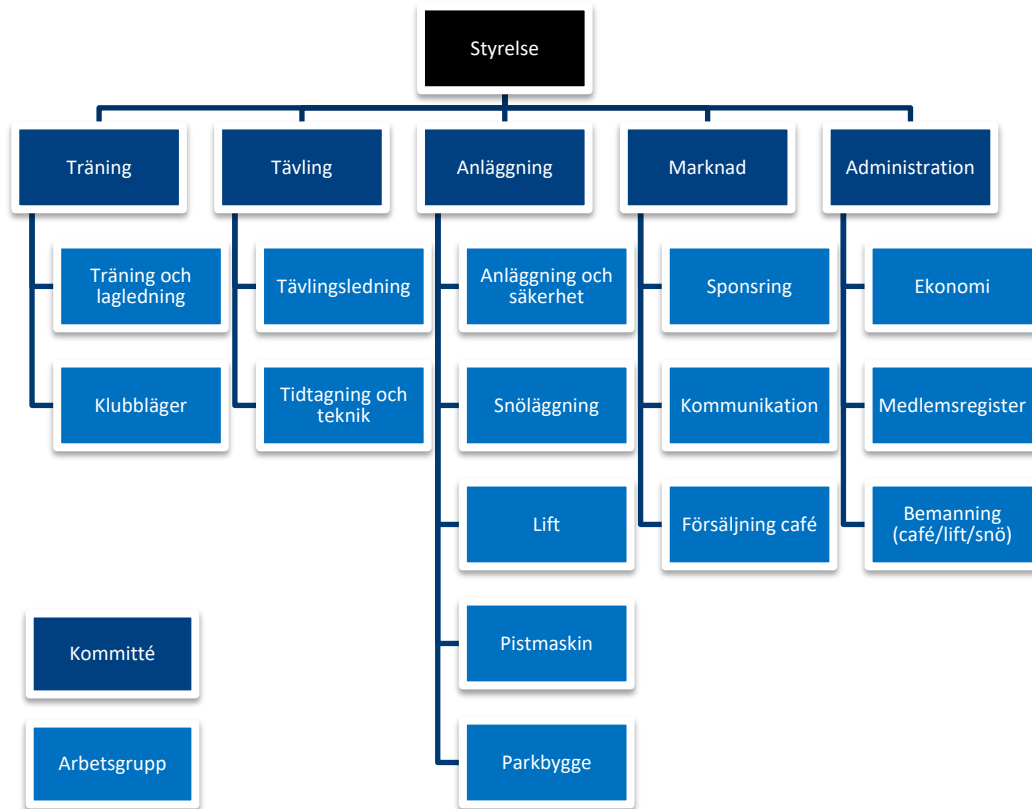 Styrelse
Träning
Tävling
Anläggning
Marknad
Administration
Träning och
lagledning
Tävlingsledning
Anläggning och
säkerhet
Sponsring
Ekonomi
Klubbläger
Tidtagning och
teknik
Snöläggning
Kommunikation
Medlemsregister
Lift
Försäljning café
Bemanning
(café/lift/snö)
Kommitté
Pistmaskin
Arbetsgrupp
Parkbygge